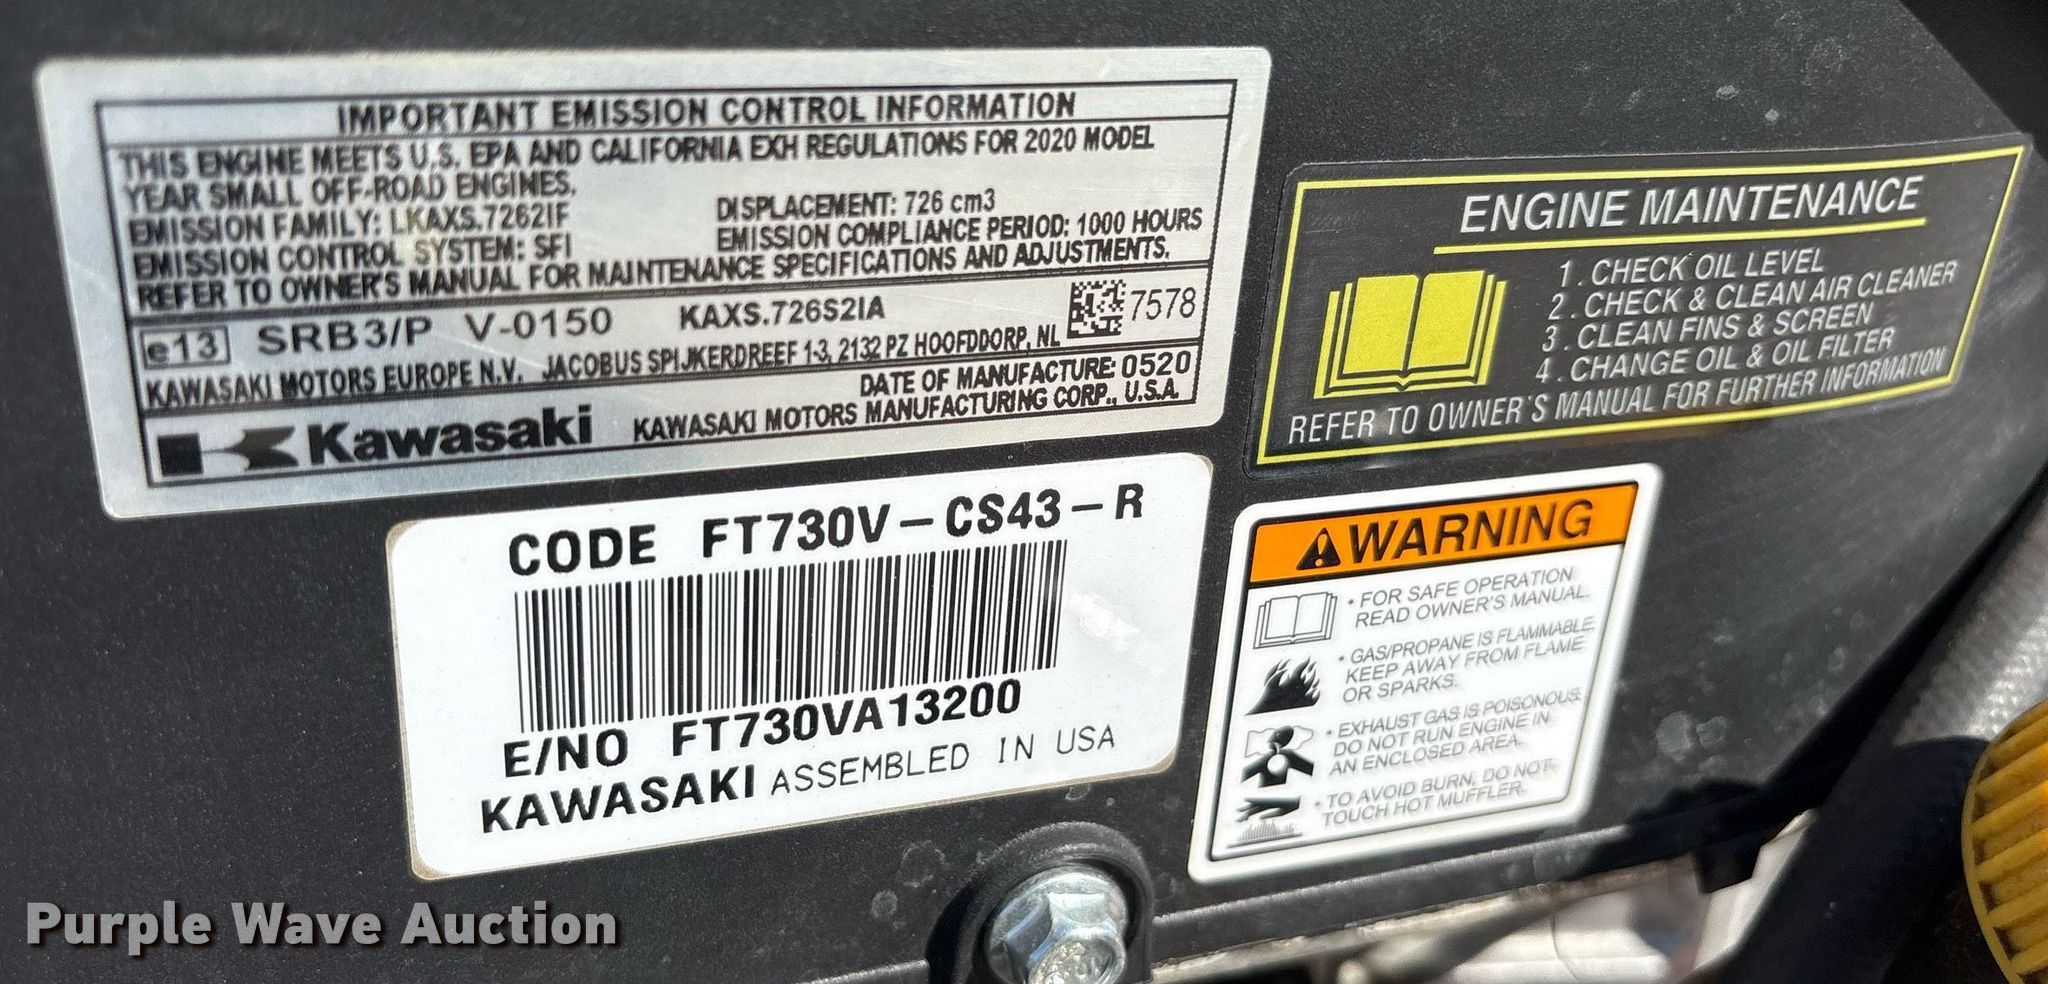 IMPORTANT EMISSION CONTROL INFORMATION
THIS ENGINE MEETS U.S. EPA AND CALIFORNIA EXH REGULATIONS FOR 2020 MODEL
YEAR SMALL OFF-ROAD ENGINES.
EMISSION FAMILY: LKAXS.7262IF DISPLACEMENT: 726 cm3
EMISSION CONTROL SYSTEM: SFI EMISSION COMPLIANCE PERIOD: 1000 HOURS
REFER TO OWNER'S MANUAL FOR MAINTENANCE SPECIFICATIONS AND ADJUSTMENTS.
e13 SRB3/P V-0150 KAXS.726S2IA 7578
KAWASAKI MOTORS EUROPE N.V. JACOBUS SPIJKERDREEF 1-3, 2132 PZ HOOFDDORP, NL
DATE OF MANUFACTURE: 0520
Kawasaki KAWASAKI MOTORS MANUFACTURING CORP., U.S.A.
ENGINE MAINTENANCE
1. CHECK OIL LEVEL
2. CHECK & CLEAN AIR CLEANER
3. CLEAN FINS & SCREEN
4. CHANGE OIL & OIL FILTER
REFER TO OWNER'S MANUAL FOR FURTHER INFORMATION
CODE FT730V-CS43-R
E/NO FT730VA13200
KAWASAKI ASSEMBLED IN USA
WARNING
• FOR SAFE OPERATION
READ OWNER'S MANUAL.
• GAS/PROPANE IS FLAMMABLE.
KEEP AWAY FROM FLAME
OR SPARKS.
• EXHAUST GAS IS POISONOUS.
DO NOT RUN ENGINE IN
AN ENCLOSED AREA.
• TO AVOID BURN, DO NOT
TOUCH HOT MUFFLER.
Purple Wave Auction